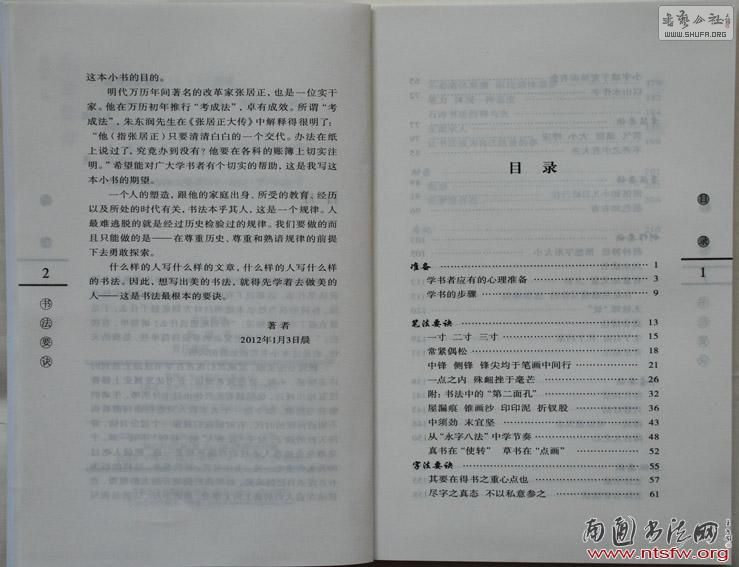 这本小书的目的。
明代万历年间著名的改革家张居正，也是一位实干
家。他在万历初年推行“考成法”，卓有成效。所谓“考
成法”，朱东润先生在《张居正大传》中解释得很明了：
“他（指张居正）只要清清白白的一个交代。办法在纸
上说过了，究竟办到没有？他要在各科的账簿上切实注
明。”希望能对广大学书者有个切实的帮助，这是我写这
本小书的期望。
一个人的塑造，跟他的家庭出身、所受的教育、经历
以及所处的时代有关，书法本乎其人，这是一个规律。人
最难逃脱的就是经过历史检验过的规律。我们要做的而
且只能做的是——在尊重历史、尊重和熟谙规律的前提
下去勇敢探索。
什么样的人写什么样的文章，什么样的人写什么样
的书法。因此，想写出美的书法，就得先学着去做美的
人——这是书法最根本的要诀。
著者
2012年1月3日晨
2
书法要诀
WWW.SHUFA.ORG
目录
准备 1
学书者应有的心理准备 3
学书的步骤 9
笔法要诀 13
一寸 二寸 三寸 15
常紧偶松 18
中锋 侧锋 锋尖均于笔画中间行 21
一点之内 殊衄挫于毫芒 26
附：书法中的“第二面孔” 32
屋漏痕 锥画沙 印印泥 折钗股 36
中须劲 末宜坚 43
从“永字八法”中学节奏 48
真书在“使转” 草书在“点画” 52
字法要诀 55
其要在得书之重心点也 57
尽字之真态 不以私意参之 61
目录
1
南通书法网
www.ntsfw.com